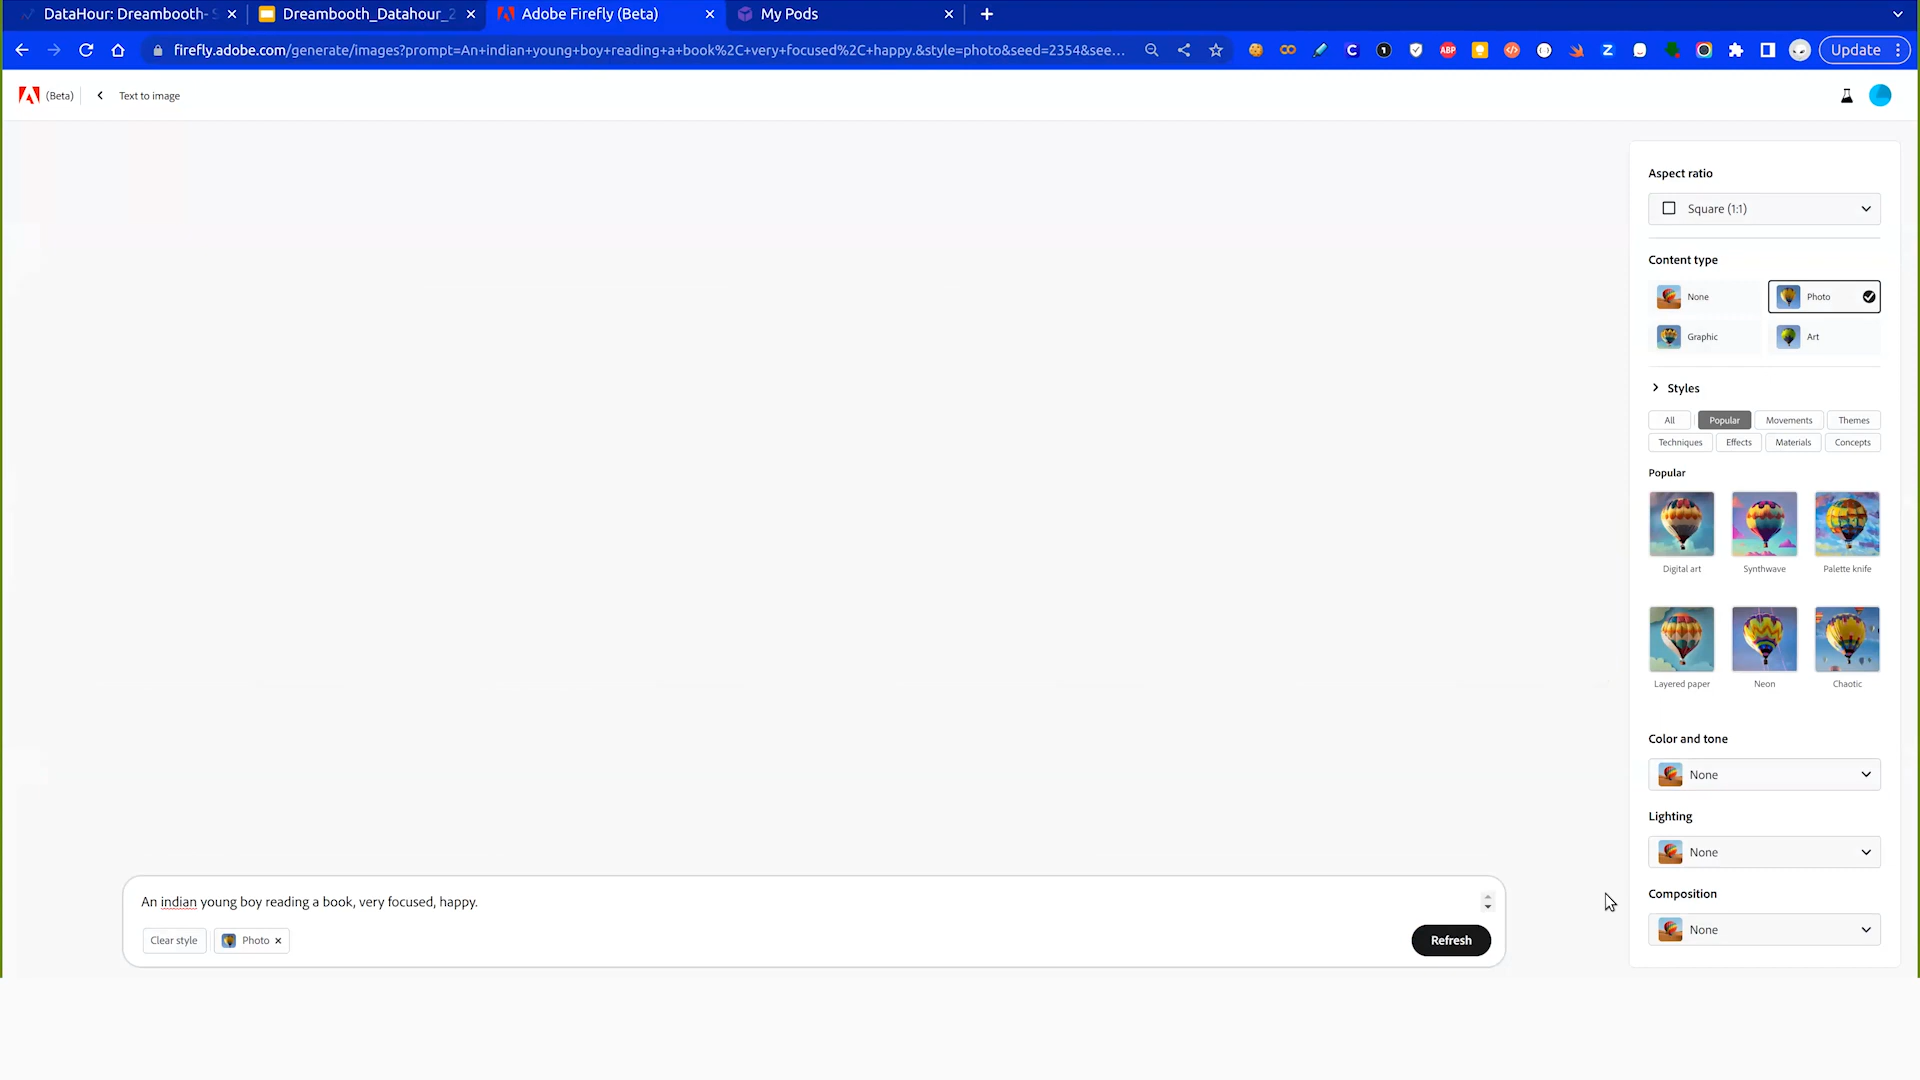 DataHour: Dreambooth- S
Dreambooth_Datahour_2
Adobe Firefly (Beta)
My Pods
firefly.adobe.com/generate/images?prompt=An+indian+young+boy+reading+a+book%2C+very+focused%2C+happy.&style=photo&seed=2354&see...
ABP
Update
(Beta)
Text to image
Aspect ratio
Square (1:1)
Content type
None
Photo
Graphic
Art
Styles
All
Popular
Movements
Themes
Techniques
Effects
Materials
Concepts
Popular
Digital art
Synthwave
Palette knife
Layered paper
Neon
Chaotic
Color and tone
None
Lighting
None
Composition
None
An indian young boy reading a book, very focused, happy.
Clear style
Photo
Refresh